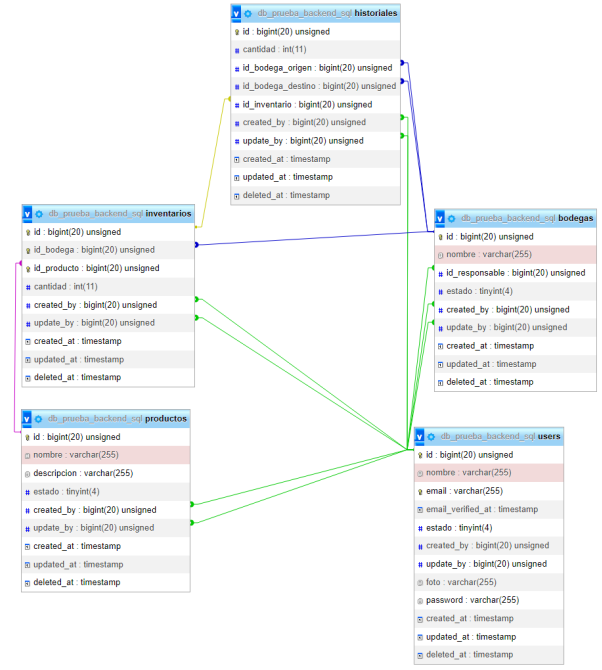 db_prueba_backend_sql historiales
id : bigint(20) unsigned
cantidad : int(11)
id_bodega_origen : bigint(20) unsigned
id_bodega_destino : bigint(20) unsigned
id_inventario : bigint(20) unsigned
created_by : bigint(20) unsigned
update_by : bigint(20) unsigned
created_at : timestamp
updated_at : timestamp
deleted_at : timestamp
db_prueba_backend_sql inventarios
id : bigint(20) unsigned
id_bodega : bigint(20) unsigned
id_producto : bigint(20) unsigned
cantidad : int(11)
created_by : bigint(20) unsigned
update_by : bigint(20) unsigned
created_at : timestamp
updated_at : timestamp
deleted_at : timestamp
db_prueba_backend_sql bodegas
id : bigint(20) unsigned
nombre : varchar(255)
id_responsable : bigint(20) unsigned
estado : tinyint(4)
created_by : bigint(20) unsigned
update_by : bigint(20) unsigned
created_at : timestamp
updated_at : timestamp
deleted_at : timestamp
db_prueba_backend_sql productos
id : bigint(20) unsigned
nombre : varchar(255)
descripcion : varchar(255)
estado : tinyint(4)
created_by : bigint(20) unsigned
update_by : bigint(20) unsigned
created_at : timestamp
updated_at : timestamp
deleted_at : timestamp
db_prueba_backend_sql users
id : bigint(20) unsigned
nombre : varchar(255)
email : varchar(255)
email_verified_at : timestamp
estado : tinyint(4)
created_by : bigint(20) unsigned
update_by : bigint(20) unsigned
foto : varchar(255)
password : varchar(255)
created_at : timestamp
updated_at : timestamp
deleted_at : timestamp